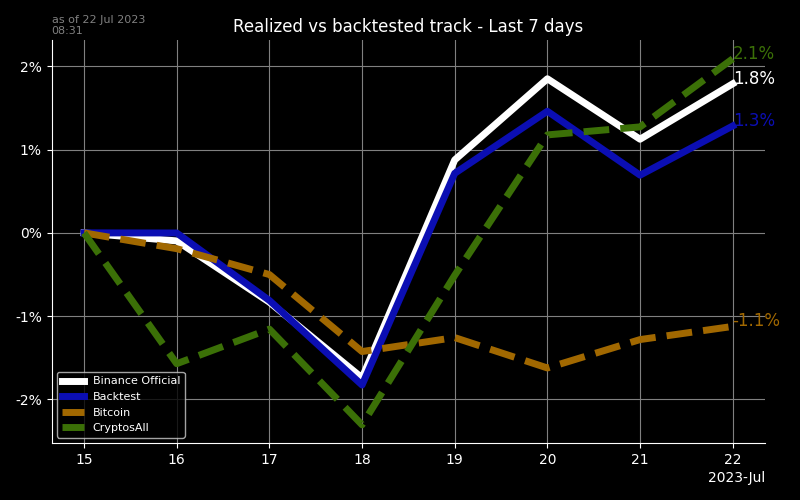 as of 22 Jul 2023
08:31
Realized vs backtested track - Last 7 days
2%
1%
0%
-1%
-2%
2.1%
1.8%
1.3%
-1.1%
Binance Official
Backtest
Bitcoin
CryptosAll
15 16 17 18 19 20 21 22
2023-Jul